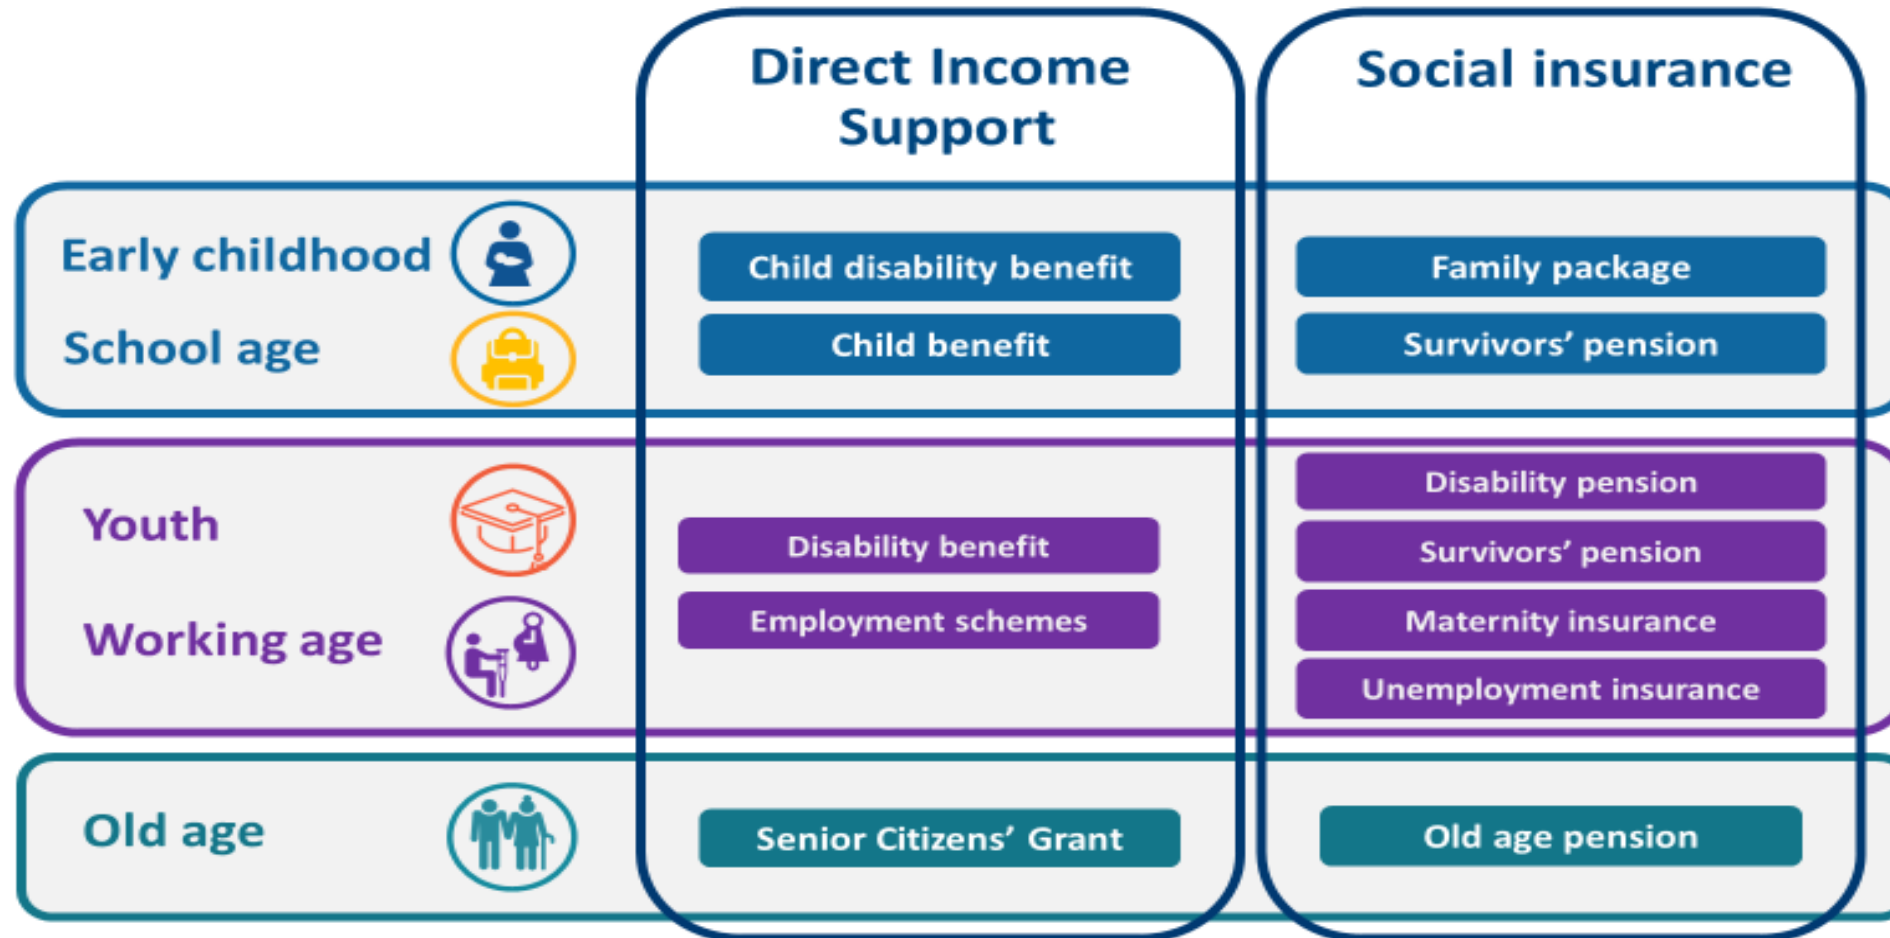 Direct Income
Support
Social insurance
Early childhood
School age
Child disability benefit
Child benefit
Family package
Survivors’ pension
Youth
Working age
Disability benefit
Employment schemes
Disability pension
Survivors’ pension
Maternity insurance
Unemployment insurance
Old age
Senior Citizens’ Grant
Old age pension